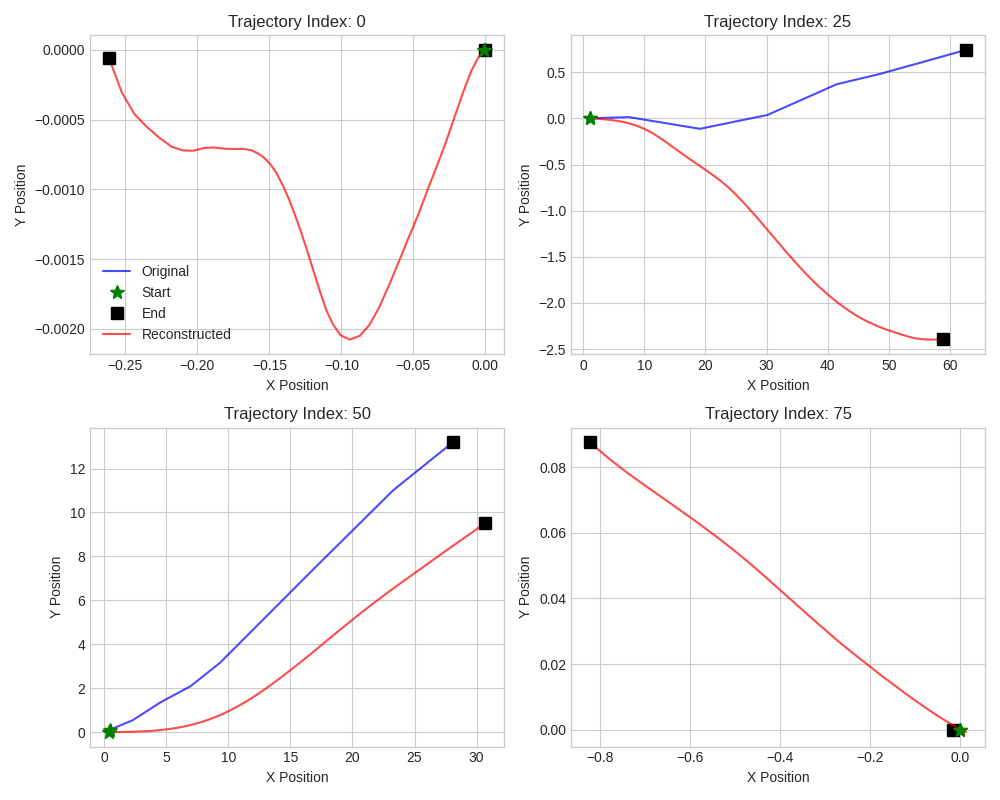 Trajectory Index: 0
0.0000
−0.0005
−0.0010
−0.0015
−0.0020
Y Position
Original
Start
End
Reconstructed
−0.25 −0.20 −0.15 −0.10 −0.05 0.00
X Position
Trajectory Index: 25
0.5
0.0
−0.5
−1.0
−1.5
−2.0
−2.5
Y Position
0 10 20 30 40 50 60
X Position
Trajectory Index: 50
12
10
8
6
4
2
0
Y Position
0 5 10 15 20 25 30
X Position
Trajectory Index: 75
0.08
0.06
0.04
0.02
0.00
Y Position
−0.8 −0.6 −0.4 −0.2 0.0
X Position